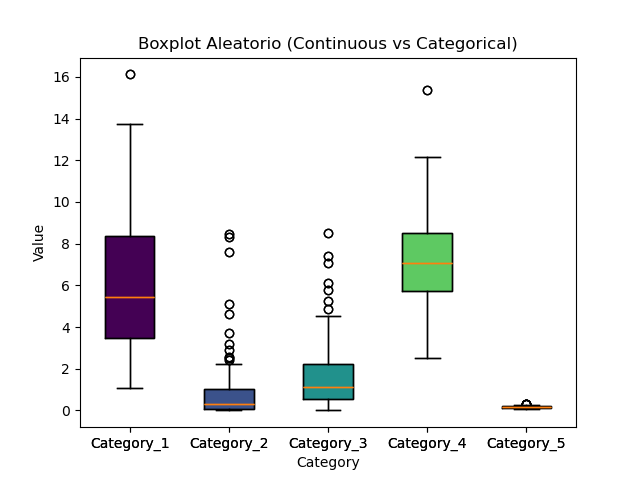 Boxplot Aleatorio (Continuous vs Categorical)
16
14
12
10
8
6
4
2
0
Value
Category_1 Category_2 Category_3 Category_4 Category_5
Category